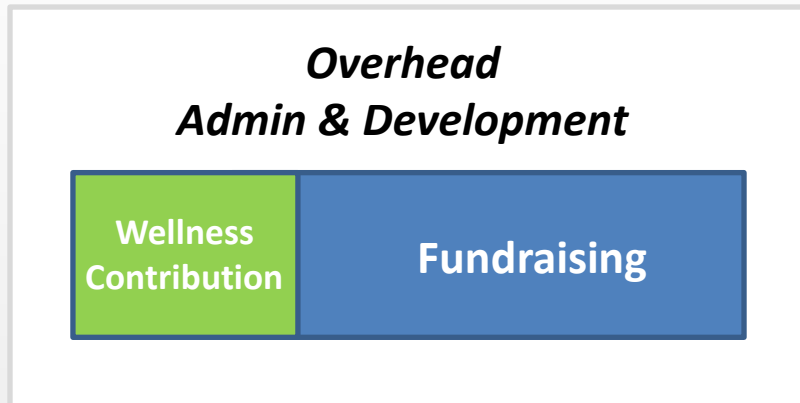 Overhead
Admin & Development
Wellness
Contribution
Fundraising